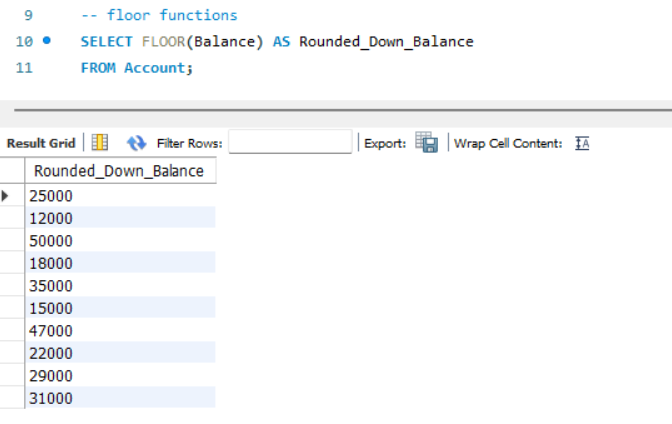 9 -- floor functions
10 SELECT FLOOR(Balance) AS Rounded_Down_Balance
11 FROM Account;
Result Grid Filter Rows: Export: Wrap Cell Content: IA
Rounded_Down_Balance
25000
12000
50000
18000
35000
15000
47000
22000
29000
31000